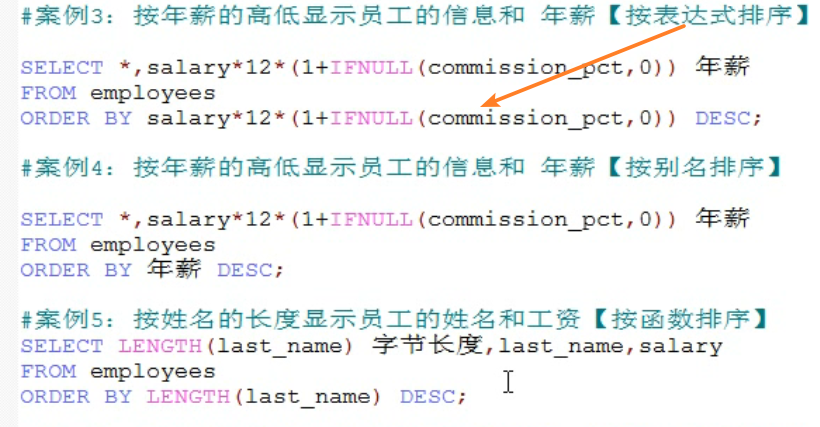 #案例3：按年薪的高低显示员工的信息和 年薪【按表达式排序】
SELECT *,salary*12*(1+IFNULL(commission_pct,0)) 年薪
FROM employees
ORDER BY salary*12*(1+IFNULL(commission_pct,0)) DESC;
#案例4：按年薪的高低显示员工的信息和 年薪【按别名排序】
SELECT *,salary*12*(1+IFNULL(commission_pct,0)) 年薪
FROM employees
ORDER BY 年薪 DESC;
#案例5：按姓名的长度显示员工的姓名和工资【按函数排序】
SELECT LENGTH(last_name) 字节长度,last_name,salary
FROM employees
ORDER BY LENGTH(last_name) DESC;